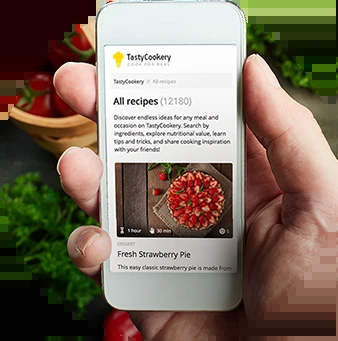 TastyCookery
COOK FOR REAL
TastyCookery // All recipes
All recipes (12180)
Discover endless ideas for any meal and
occasion on TastyCookery. Search by
ingredients, explore nutritional value, learn
tips and tricks, and share cooking inspiration
with your friends!
1 hour 30 min 5
DESSERT
Fresh Strawberry Pie
This easy classic strawberry pie is made from